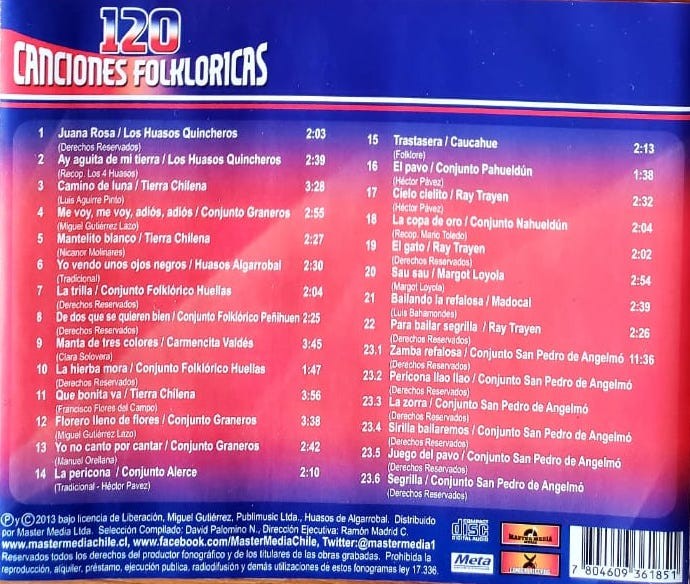 120
CANCIONES FOLKLORICAS
1 Juana Rosa / Los Huasos Quincheros 2:03
(Derechos Reservados)
2 Ay aguita de mi tierra / Los Huasos Quincheros 2:39
(Recop. Los 4 Huasos)
3 Camino de luna / Tierra Chilena 3:28
(Luis Aguirre Pinto)
4 Me voy, me voy, adiós, adiós / Conjunto Graneros 2:55
(Miguel Gutiérrez Lazo)
5 Mantelito blanco / Tierra Chilena 2:27
(Nicanor Molinares)
6 Yo vendo unos ojos negros / Huasos Algarrobal 2:30
(Tradicional)
7 La trilla / Conjunto Folklórico Huellas 2:04
(Derechos Reservados)
8 De dos que se quieren bien / Conjunto Folklórico Peñihuen 2:25
(Derechos Reservados)
9 Manta de tres colores / Carmencita Valdés 3:45
(Clara Solovera)
10 La hierba mora / Conjunto Folklórico Huellas 1:47
(Derechos Reservados)
11 Que bonita va / Tierra Chilena 3:56
(Francisco Flores del Campo)
12 Florero lleno de flores / Conjunto Graneros 3:38
(Miguel Gutiérrez Lazo)
13 Yo no canto por cantar / Conjunto Graneros 2:42
(Manuel Orellana)
14 La pericona / Conjunto Alerce 2:10
(Tradicional - Héctor Pavez)
15 Trastasera / Caucahue 2:13
(Folklore)
16 El pavo / Conjunto Pahueldún 1:38
(Héctor Pávez)
17 Cielo cielito / Ray Trayen 2:32
(Héctor Pávez)
18 La copa de oro / Conjunto Nahueldún 2:04
(Recop. Mario Toledo)
19 El gato / Ray Trayen 2:02
(Derechos Reservados)
20 Sau sau / Margot Loyola 2:54
(Margot Loyola)
21 Bailando la refalosa / Madocal 2:39
(Luis Bahamondes)
22 Para bailar segrilla / Ray Trayen 2:26
(Derechos Reservados)
23.1 Zamba refalosa / Conjunto San Pedro de Angelmó 11:36
(Derechos Reservados)
23.2 Pericona llao llao / Conjunto San Pedro de Angelmó
(Derechos Reservados)
23.3 La zorra / Conjunto San Pedro de Angelmó
(Derechos Reservados)
23.4 Sirilla bailaremos / Conjunto San Pedro de Angelmó
(Derechos Reservados)
23.5 Juego del pavo / Conjunto San Pedro de Angelmó
(Derechos Reservados)
23.6 Segrilla / Conjunto San Pedro de Angelmó
(Derechos Reservados)
Ⓟ y © 2013 bajo licencia de Liberación, Miguel Gutiérrez, Publimusic Ltda., Huasos de Algarrobal. Distribuido
por Master Media Ltda. Selección Compilado: David Palomino N., Dirección Ejecutiva: Ramón Madrid C.
www.mastermediachile.cl, www.facebook.com/MasterMediaChile, Twitter:@mastermedia1
Reservados todos los derechos del productor fonográfico y de los titulares de las obras grabadas. Prohibida la
reproducción, alquiler, préstamo, ejecución publica, radiodifusión y demás utilizaciones de estos fonogramas ley 17.336.
COMPACT
disc
DIGITAL AUDIO
MASTER MEDIA
Meta
7 804609 361851